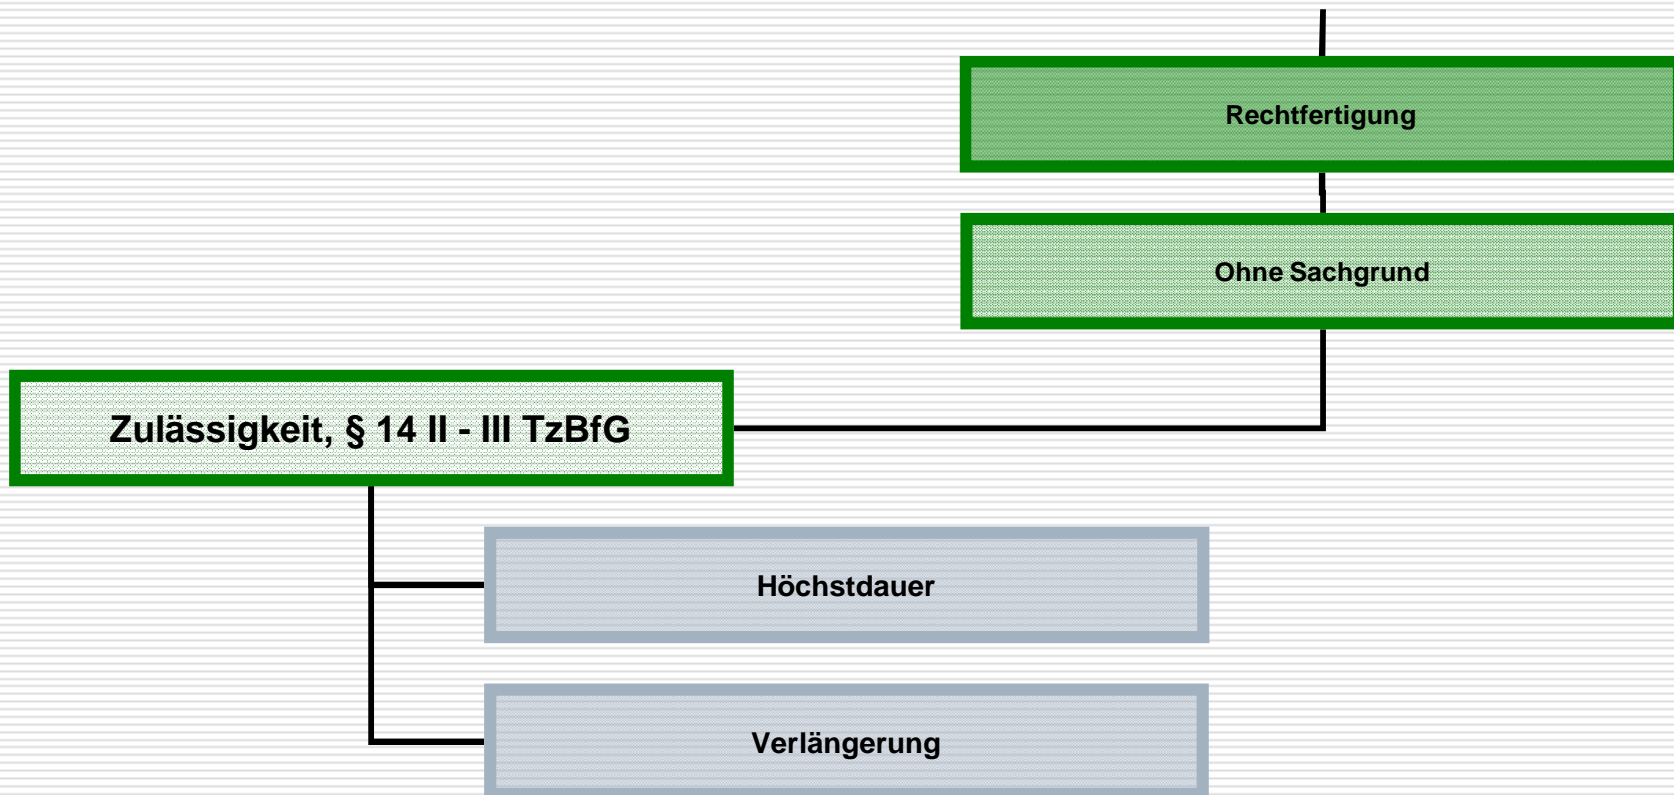 Rechtfertigung
Ohne Sachgrund
Zulässigkeit, § 14 II - III TzBfG
Höchstdauer
Verlängerung